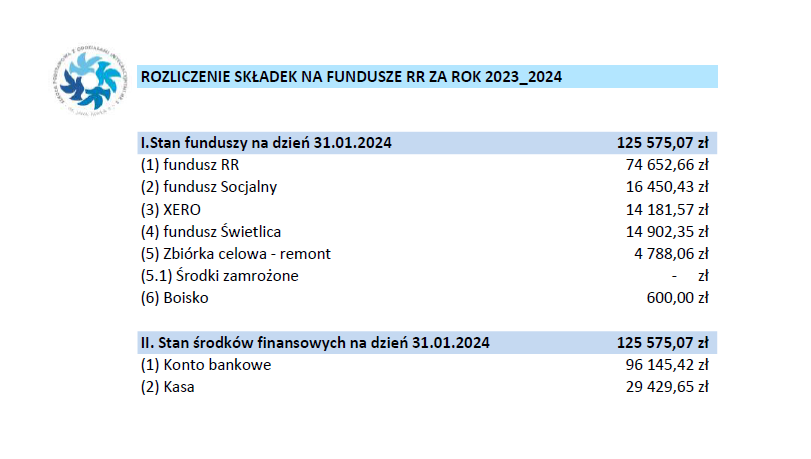 ROZLICZENIE SKŁADEK NA FUNDUSZE RR ZA ROK 2023_2024
I.Stan funduszy na dzień 31.01.2024 125 575,07 zł
(1) fundusz RR 74 652,66 zł
(2) fundusz Socjalny 16 450,43 zł
(3) XERO 14 181,57 zł
(4) fundusz Świetlica 14 902,35 zł
(5) Zbiórka celowa - remont 4 788,06 zł
(5.1) Środki zamrożone - zł
(6) Boisko 600,00 zł
II. Stan środków finansowych na dzień 31.01.2024 125 575,07 zł
(1) Konto bankowe 96 145,42 zł
(2) Kasa 29 429,65 zł